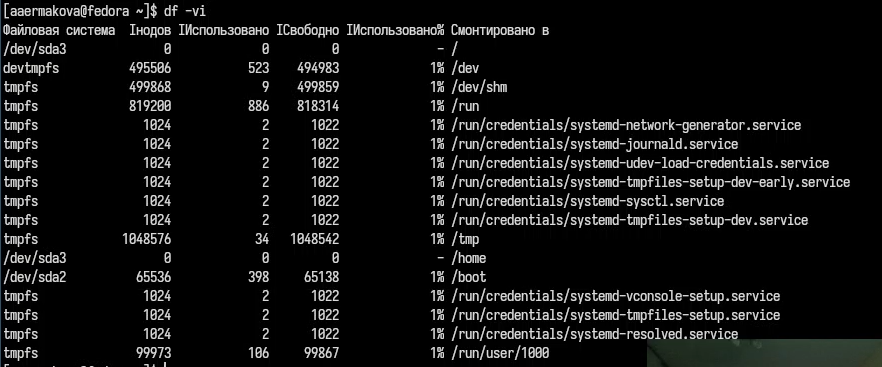 [aaermakova@fedora ~]$ df -vi
Файловая система Iнодов IИспользовано IСвободно IИспользовано% Смонтировано в
/dev/sda3 0 0 0 - /
devtmpfs 495506 523 494983 1% /dev
tmpfs 499868 9 499859 1% /dev/shm
tmpfs 819200 886 818314 1% /run
tmpfs 1024 2 1022 1% /run/credentials/systemd-network-generator.service
tmpfs 1024 2 1022 1% /run/credentials/systemd-journald.service
tmpfs 1024 2 1022 1% /run/credentials/systemd-udev-load-credentials.service
tmpfs 1024 2 1022 1% /run/credentials/systemd-tmpfiles-setup-dev-early.service
tmpfs 1024 2 1022 1% /run/credentials/systemd-sysctl.service
tmpfs 1024 2 1022 1% /run/credentials/systemd-tmpfiles-setup-dev.service
tmpfs 1048576 34 1048542 1% /tmp
/dev/sda3 0 0 0 - /home
/dev/sda2 65536 398 65138 1% /boot
tmpfs 1024 2 1022 1% /run/credentials/systemd-vconsole-setup.service
tmpfs 1024 2 1022 1% /run/credentials/systemd-tmpfiles-setup.service
tmpfs 1024 2 1022 1% /run/credentials/systemd-resolved.service
tmpfs 99973 106 99867 1% /run/user/1000